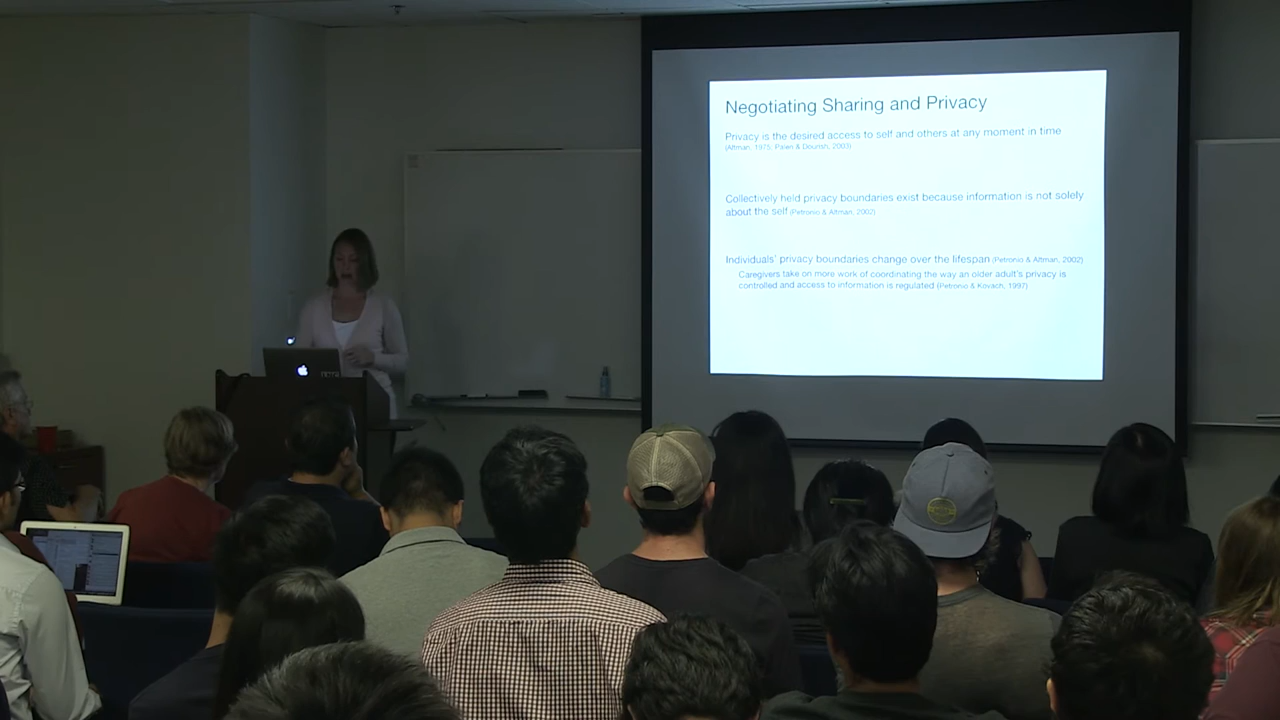 Negotiating Sharing and Privacy
Privacy is the desired access to self and others at any moment in time
(Altman, 1975; Palen & Dourish, 2003)
Collectively held privacy boundaries exist because information is not solely
about the self (Petronio & Altman, 2002)
Individuals' privacy boundaries change over the lifespan (Petronio & Altman, 2002)
Caregivers take on more work of coordinating the way an older adult's privacy is
controlled and access to information is regulated (Petronio & Kovach, 1997)